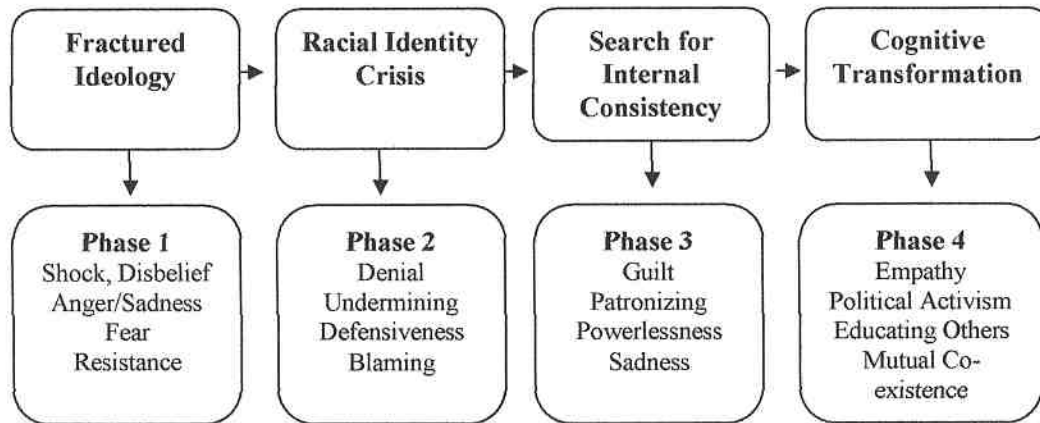 Fractured
Ideology
Racial Identity
Crisis
Search for
Internal
Consistency
Cognitive
Transformation
Phase 1
Shock, Disbelief
Anger/Sadness
Fear
Resistance
Phase 2
Denial
Undermining
Defensiveness
Blaming
Phase 3
Guilt
Patronizing
Powerlessness
Sadness
Phase 4
Empathy
Political Activism
Educating Others
Mutual Co-
existence